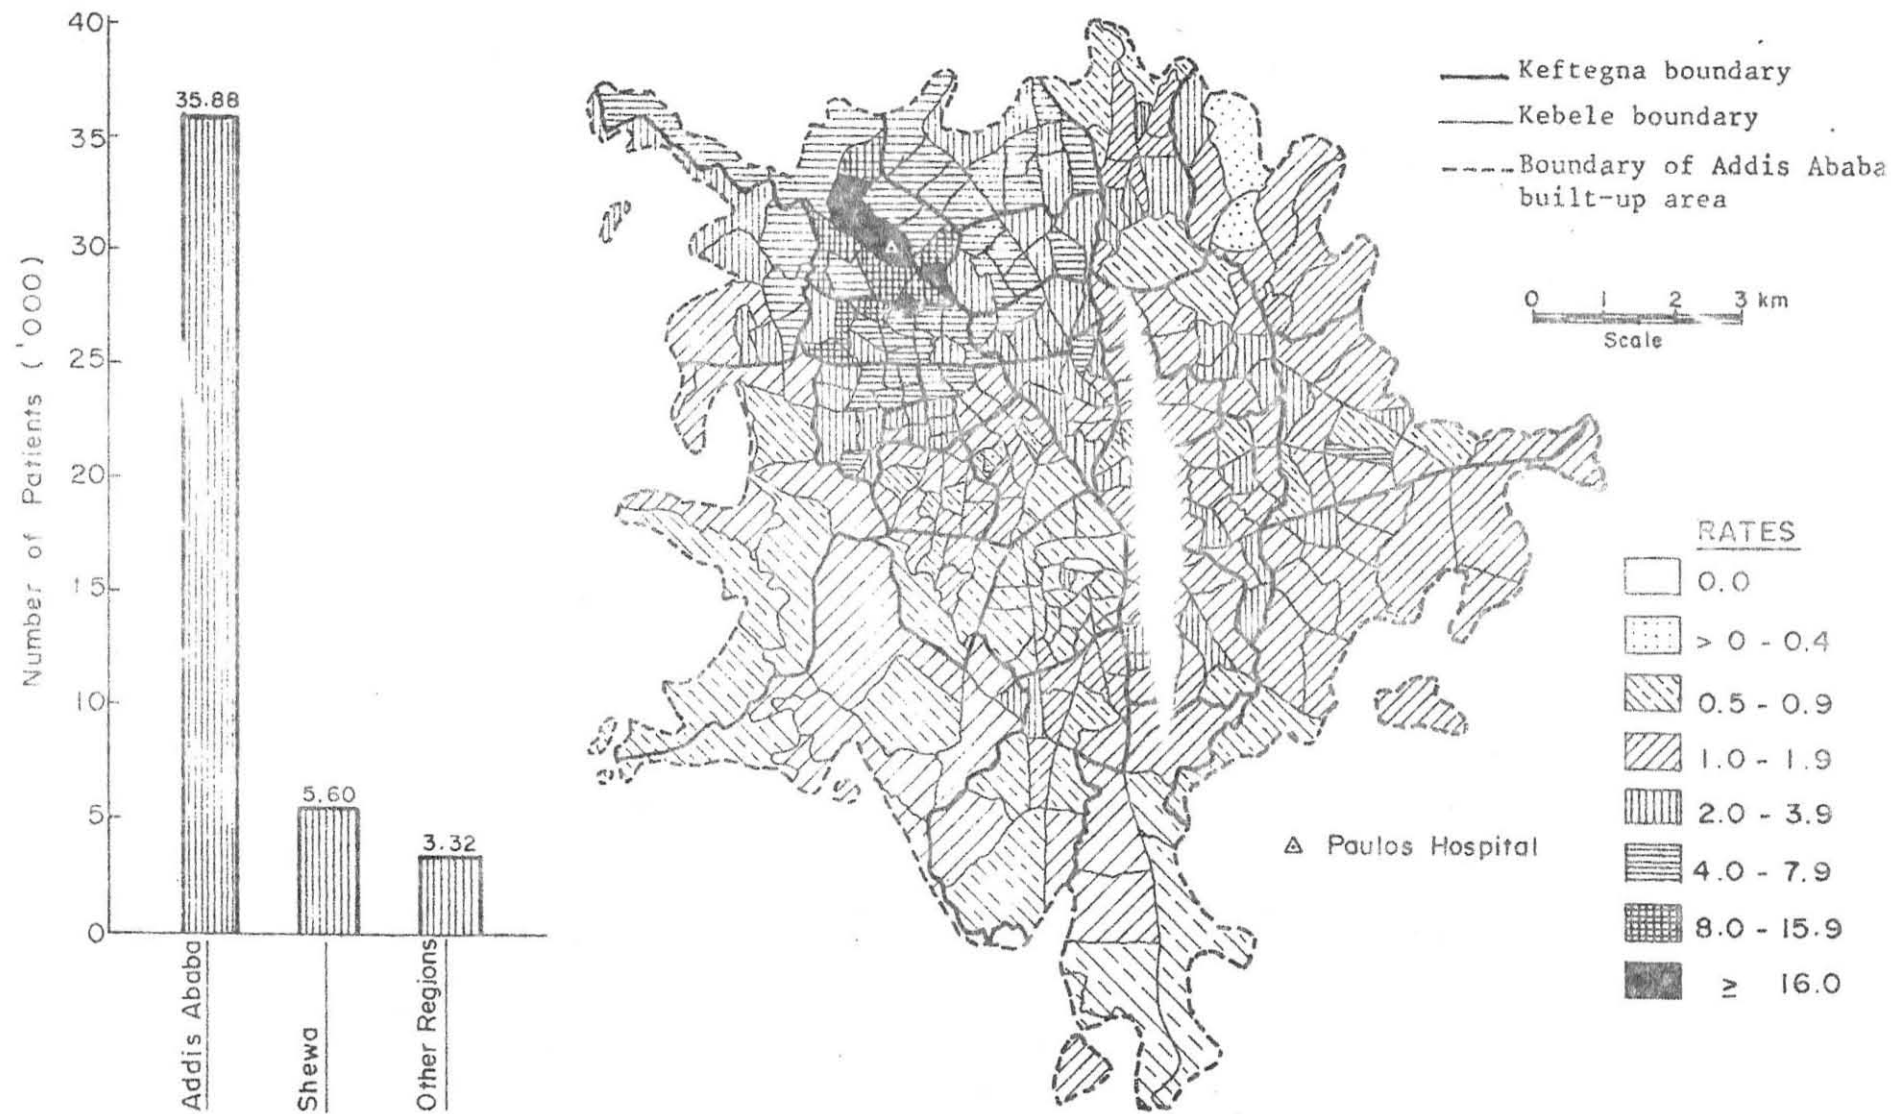 Number of Patients ('000)
40
35
30
25
20
15
10
5
0
35.88
5.60
3.32
Addis Ababa
Shewa
Other Regions
Keftegna boundary
Kebele boundary
Boundary of Addis Ababa
built-up area
0 1 2 3 km
Scale
Paulos Hospital
RATES
0.0
> 0 - 0.4
0.5 - 0.9
1.0 - 1.9
2.0 - 3.9
4.0 - 7.9
8.0 - 15.9
≥ 16.0